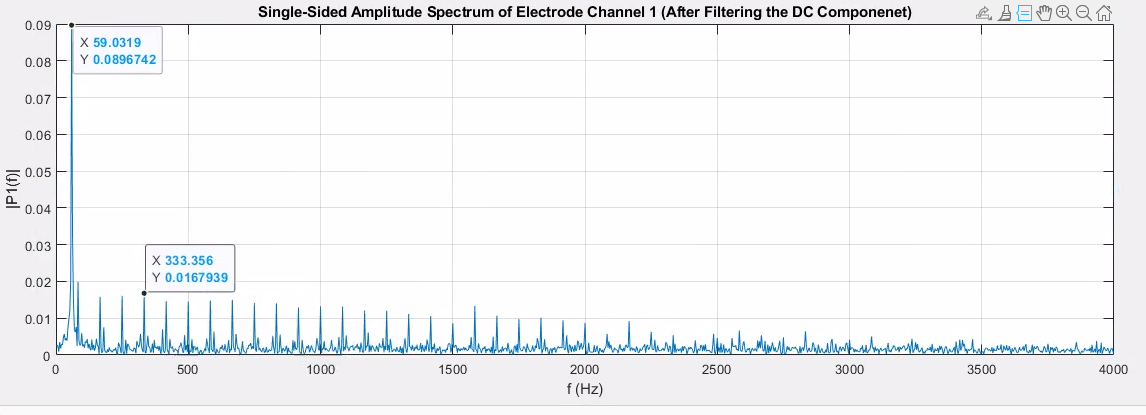 Single-Sided Amplitude Spectrum of Electrode Channel 1 (After Filtering the DC Componenet)
0.09
0.08
0.07
0.06
0.05
0.04
0.03
0.02
0.01
0
|P1(f)|
X 59.0319
Y 0.0896742
X 333.356
Y 0.0167939
0 500 1000 1500 2000 2500 3000 3500 4000
f (Hz)